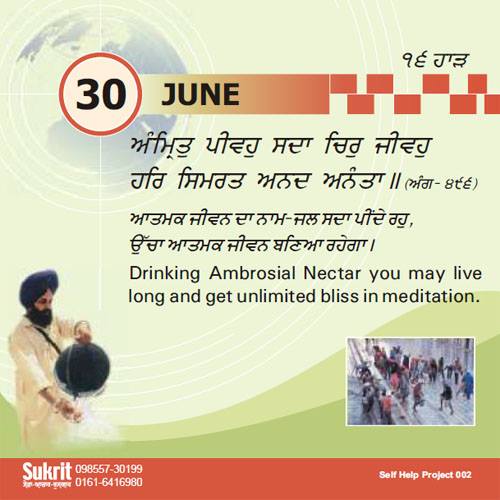 ੧੬ ਹਾੜ
30 JUNE
ਅੰਮ੍ਰਿਤੁ ਪੀਵਹੁ ਸਦਾ ਚਿਰੁ ਜੀਵਹੁ
ਹਰਿ ਸਿਮਰਤ ਅਨਦ ਅਨੰਤਾ ॥ (ਅੰਗ- ੪੯੬)
ਆਤਮਕ ਜੀਵਨ ਦਾ ਨਾਮ-ਜਲ ਸਦਾ ਪੀਂਦੇ ਰਹੁ,
ਉੱਚਾ ਆਤਮਕ ਜੀਵਨ ਬਣਿਆ ਰਹੇਗਾ।
Drinking Ambrosial Nectar you may live
long and get unlimited bliss in meditation.
Sukrit 098557-30199
0161-6416980
Self Help Project 002